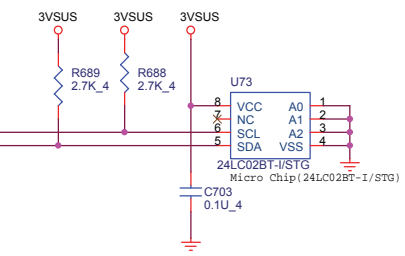 3VSUS 3VSUS 3VSUS
R689
2.7K_4
R688
2.7K_4
U73
8 VCC A0 1
7 NC A1 2
6 SCL A2 3
5 SDA VSS 4
24LC02BT-I/STG
Micro Chip(24LC02BT-I/STG)
C703
0.1U_4